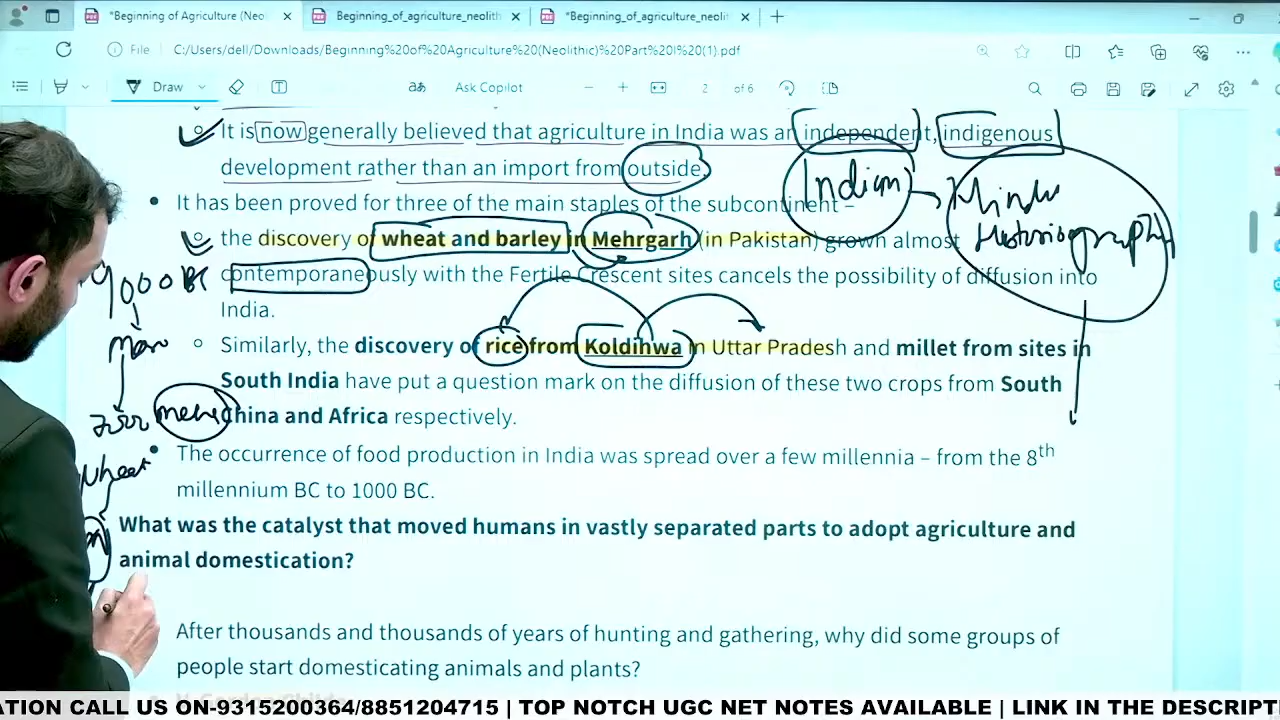 *Beginning of Agriculture (Neo
Beginning_of_agriculture_neolith
*Beginning_of_agriculture_neolit
File
C:/Users/dell/Downloads/Beginning%20of%20Agriculture%20(Neolithic)%20Part%20I%20(1).pdf
Draw
aあ
Ask Copilot
2
of 6
It is now generally believed that agriculture in India was an independent, indigenous
development rather than an import from outside.
Indian
Hindu
Historiography
It has been proved for three of the main staples of the subcontinent –
the discovery of wheat and barley in Mehrgarh (in Pakistan) grown almost
9000 BC
contemporaneously with the Fertile Crescent sites cancels the possibility of diffusion into
India.
Similarly, the discovery of rice from Koldihwa in Uttar Pradesh and millet from sites in
South India have put a question mark on the diffusion of these two crops from South
China and Africa respectively.
wheat
The occurrence of food production in India was spread over a few millennia – from the 8th
millennium BC to 1000 BC.
What was the catalyst that moved humans in vastly separated parts to adopt agriculture and
animal domestication?
After thousands and thousands of years of hunting and gathering, why did some groups of
people start domesticating animals and plants?
ATION CALL US ON-9315200364/8851204715 | TOP NOTCH UGC NET NOTES AVAILABLE | LINK IN THE DESCRIPT